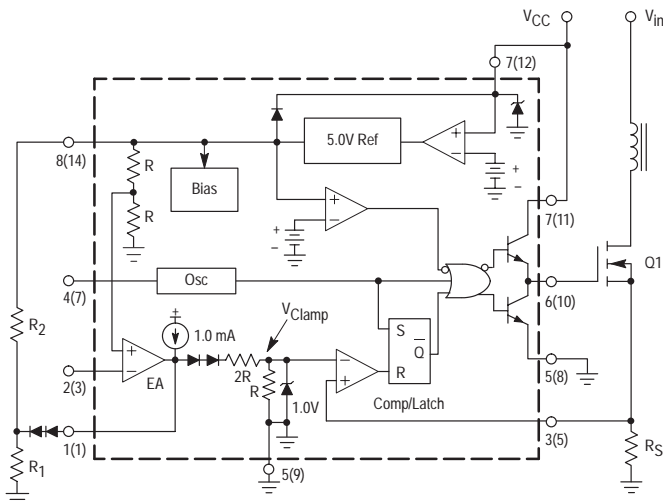 VCC
Vin
7(12)
5.0V Ref
+
–
+
–
8(14)
R
Bias
R
+
–
+
–
7(11)
Q1
4(7)
Osc
6(10)
R2
+
1.0 mA
VClamp
S
Q
R
2(3)
+
–
EA
2R
R
1.0V
–
+
Comp/Latch
5(8)
1(1)
3(5)
R1
5(9)
RS